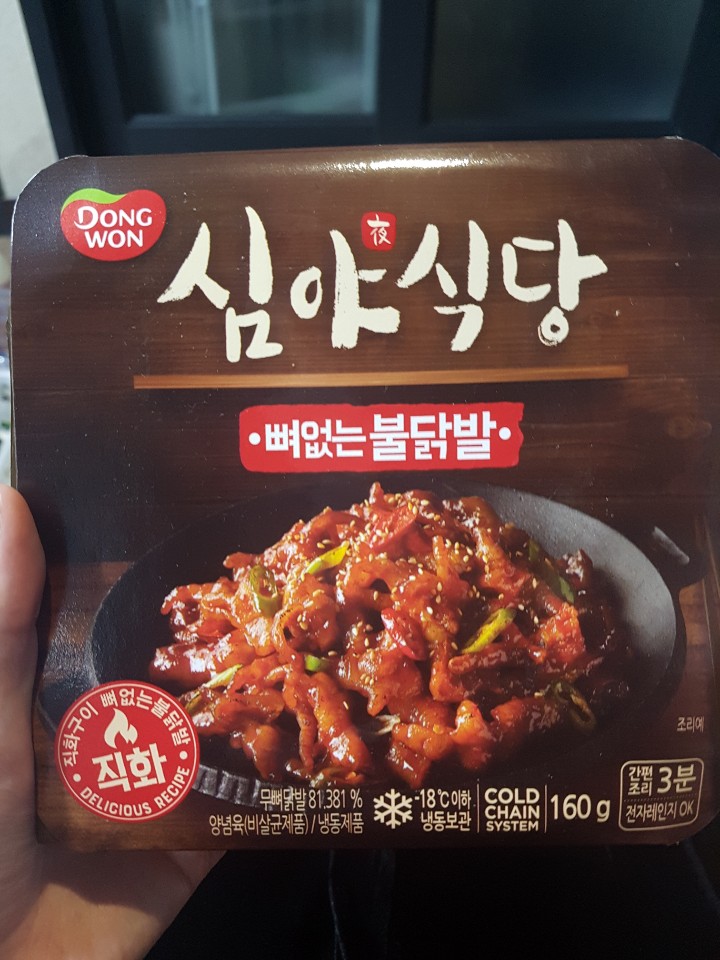 DONG
WON
심야식당
夜
•뼈없는불닭발•
직화구이 뼈없는불닭발
직화
DELICIOUS RECIPE
조리예
무뼈닭발 81.381 %
양념육(비살균제품) / 냉동제품
-18℃이하
냉동보관
COLD
CHAIN
SYSTEM
160 g
간편
조리 3분
전자레인지 OK